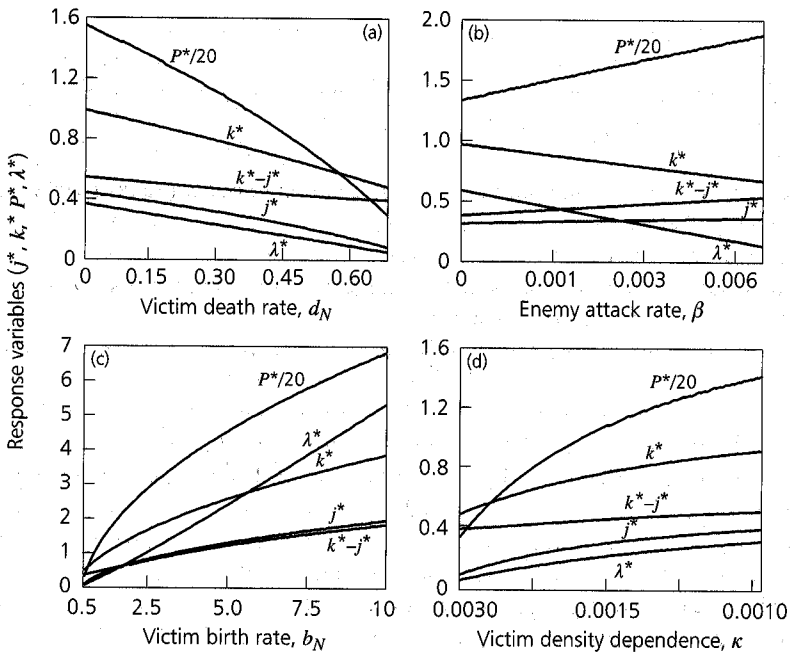 Response variables (j*, k,* P*, λ*)
1.6
1.2
0.8
0.4
0
(a)
P*/20
k*
k*–j*
j*
λ*
0 0.15 0.30 0.45 0.60
Victim death rate, d_N
2.0
1.5
1.0
0.5
0
(b)
P*/20
k*
k*–j*
j*
λ*
0 0.001 0.003 0.006
Enemy attack rate, β
7
6
5
4
3
2
1
0
(c)
P*/20
λ*
k*
j*
k*–j*
0.5 2.5 5.0 7.5 10
Victim birth rate, b_N
1.6
1.2
0.8
0.4
0
(d)
P*/20
k*
k*–j*
j*
λ*
0.0030 0.0015 0.0010
Victim density dependence, κ